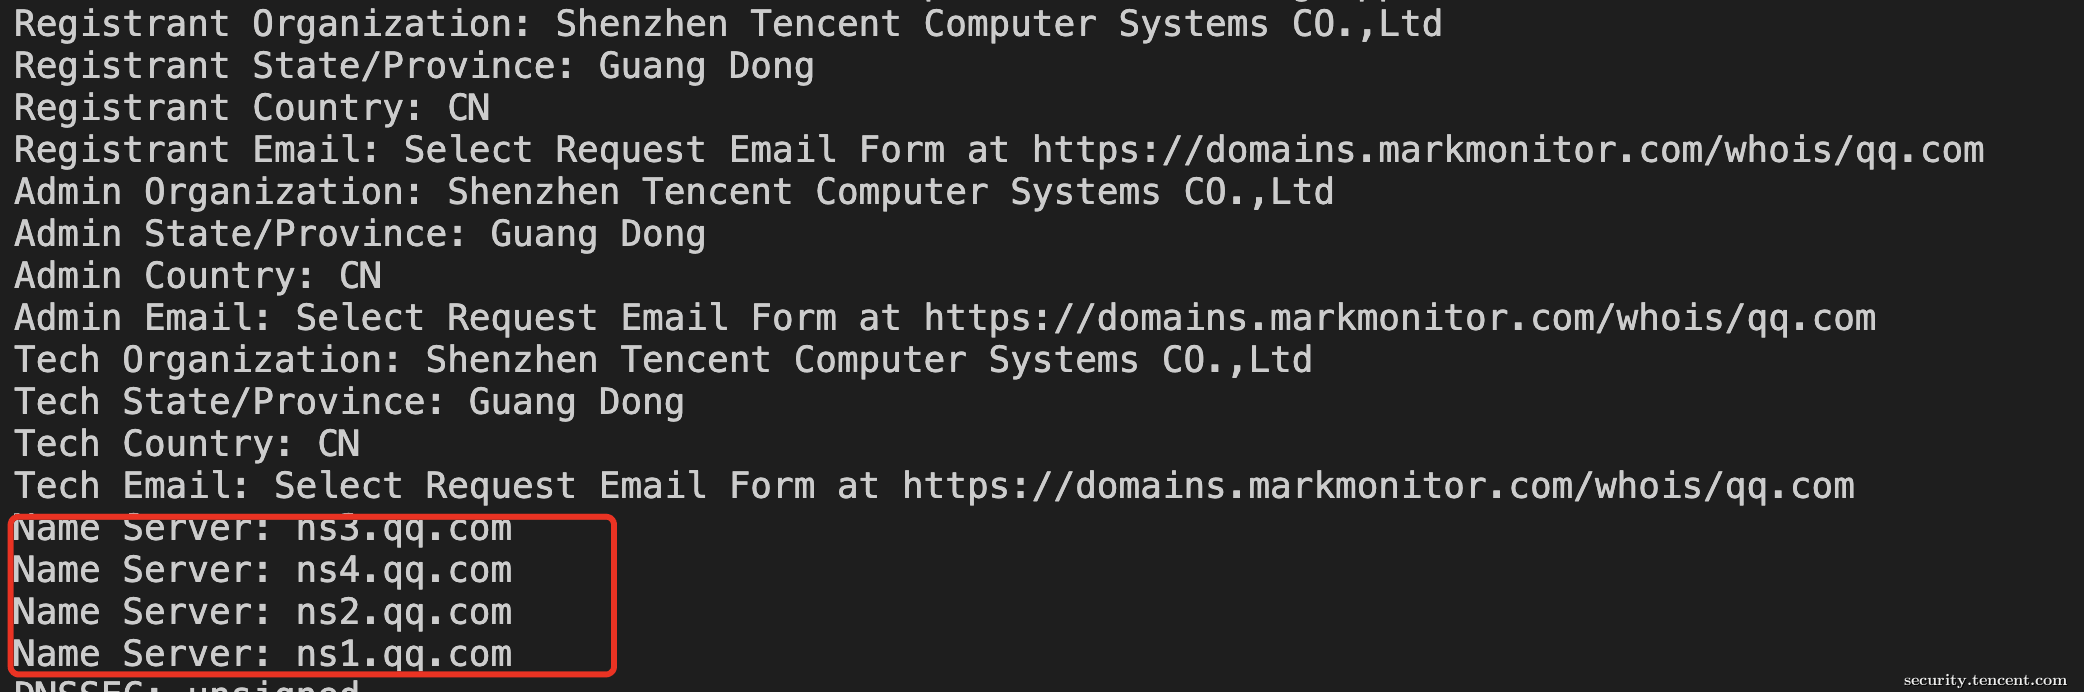 Registrant Organization: Shenzhen Tencent Computer Systems CO.,Ltd
Registrant State/Province: Guang Dong
Registrant Country: CN
Registrant Email: Select Request Email Form at https://domains.markmonitor.com/whois/qq.com
Admin Organization: Shenzhen Tencent Computer Systems CO.,Ltd
Admin State/Province: Guang Dong
Admin Country: CN
Admin Email: Select Request Email Form at https://domains.markmonitor.com/whois/qq.com
Tech Organization: Shenzhen Tencent Computer Systems CO.,Ltd
Tech State/Province: Guang Dong
Tech Country: CN
Tech Email: Select Request Email Form at https://domains.markmonitor.com/whois/qq.com
Name Server: ns3.qq.com
Name Server: ns4.qq.com
Name Server: ns2.qq.com
Name Server: ns1.qq.com
DNSSEC: unsigned
security.tencent.com